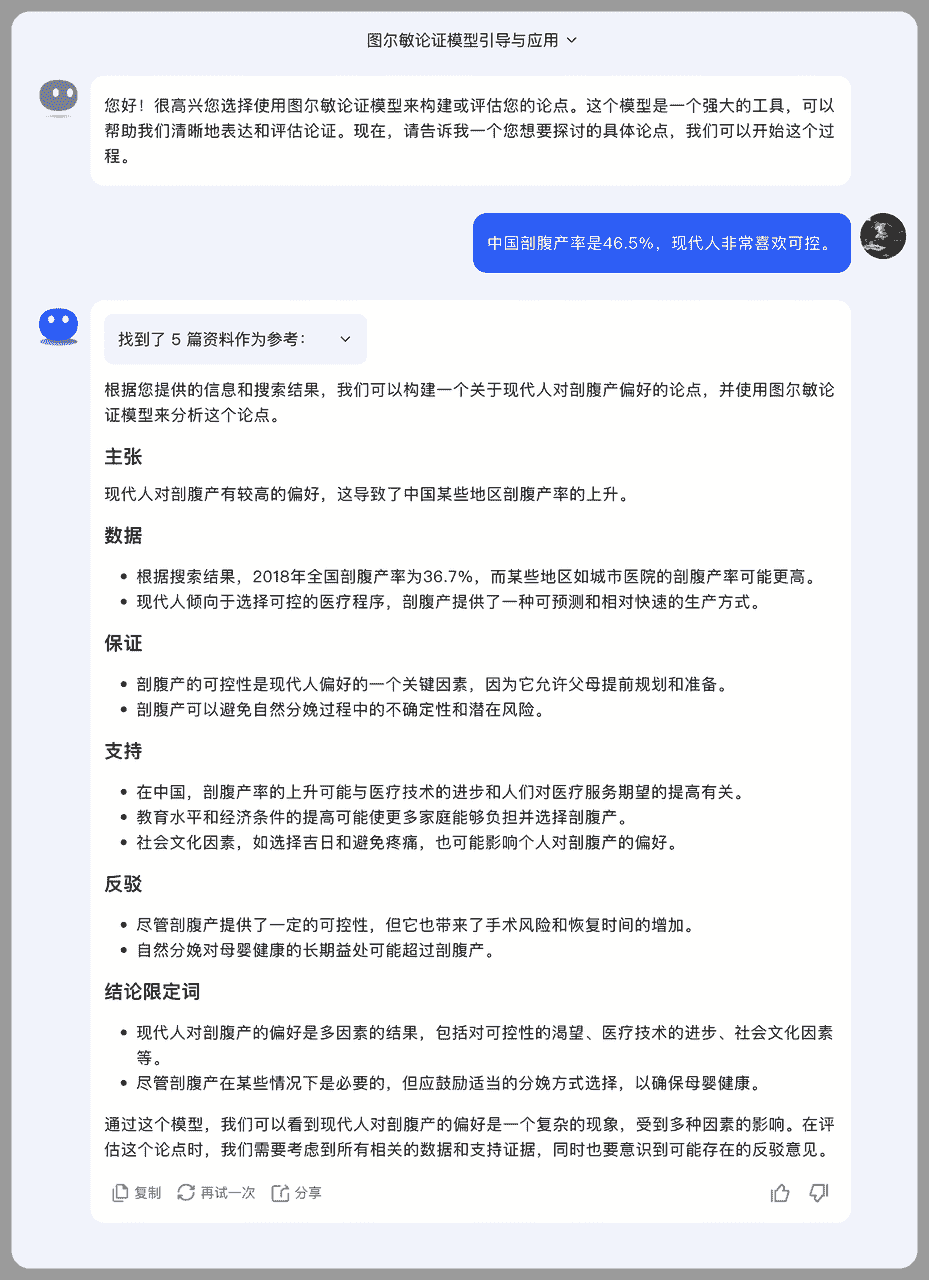 图尔敏论证模型引导与应用
您好！很高兴您选择使用图尔敏论证模型来构建或评估您的论点。这个模型是一个强大的工具，可以
帮助我们清晰地表达和评估论证。现在，请告诉我一个您想要探讨的具体论点，我们可以开始这个过
程。
中国剖腹产率是46.5%，现代人非常喜欢可控。
找到了 5 篇资料作为参考：
根据您提供的信息和搜索结果，我们可以构建一个关于现代人对剖腹产偏好的论点，并使用图尔敏论
证模型来分析这个论点。
主张
现代人对剖腹产有较高的偏好，这导致了中国某些地区剖腹产率的上升。
数据
• 根据搜索结果，2018年全国剖腹产率为36.7%，而某些地区如城市医院的剖腹产率可能更高。
• 现代人倾向于选择可控的医疗程序，剖腹产提供了一种可预测和相对快速的生产方式。
保证
• 剖腹产的可控性是现代人偏好的一个关键因素，因为它允许父母提前规划和准备。
• 剖腹产可以避免自然分娩过程中的不确定性和潜在风险。
支持
• 在中国，剖腹产率的上升可能与医疗技术的进步和人们对医疗服务期望的提高有关。
• 教育水平和经济条件的提高可能使更多家庭能够负担并选择剖腹产。
• 社会文化因素，如选择吉日和避免疼痛，也可能影响个人对剖腹产的偏好。
反驳
• 尽管剖腹产提供了一定的可控性，但它也带来了手术风险和恢复时间的增加。
• 自然分娩对母婴健康的长期益处可能超过剖腹产。
结论限定词
• 现代人对剖腹产的偏好是多因素的结果，包括对可控性的渴望、医疗技术的进步、社会文化因素
等。
• 尽管剖腹产在某些情况下是必要的，但应鼓励适当的分娩方式选择，以确保母婴健康。
通过这个模型，我们可以看到现代人对剖腹产的偏好是一个复杂的现象，受到多种因素的影响。在评
估这个论点时，我们需要考虑到所有相关的数据和支持证据，同时也要意识到可能存在的反驳意见。
复制 再试一次 分享